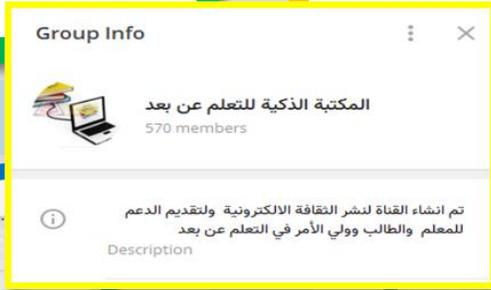 Group Info
المكتبة الذكية للتعلم عن بعد
570 members
تم انشاء القناة لنشر الثقافة الالكترونية ولتقديم الدعم
للمعلم والطالب وولي الأمر في التعلم عن بعد
Description